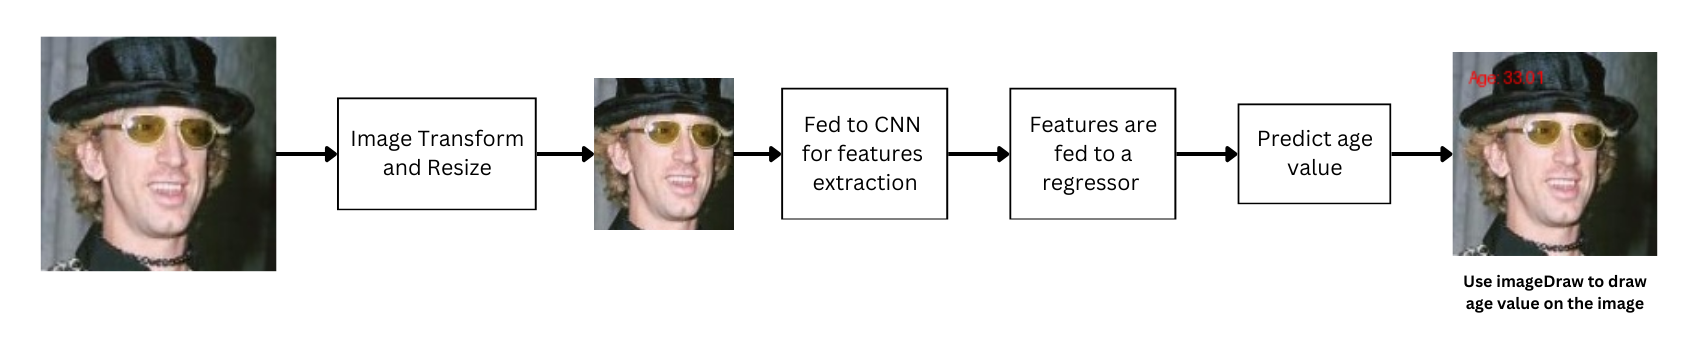 Image Transform
and Resize
Fed to CNN
for features
extraction
Features are
fed to a
regressor
Predict age
value
Age: 33.01
Use imageDraw to draw
age value on the image